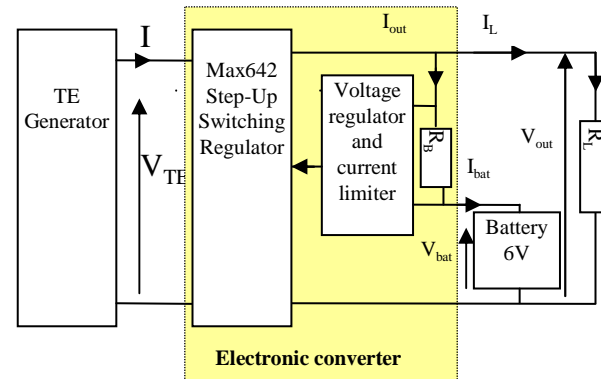 I
I_out
I_L
TE
Generator
V_TE
Max642
Step-Up
Switching
Regulator
Voltage
regulator
and
current
limiter
R_B
I_bat
V_bat
Battery
6V
V_out
R_L
Electronic converter